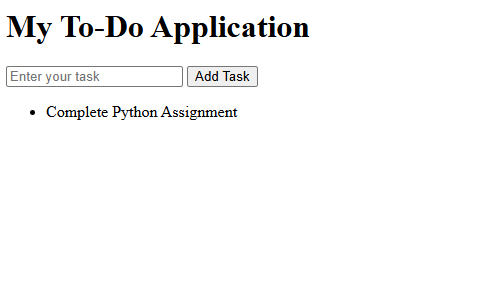 My To-Do Application
Enter your task Add Task
Complete Python Assignment